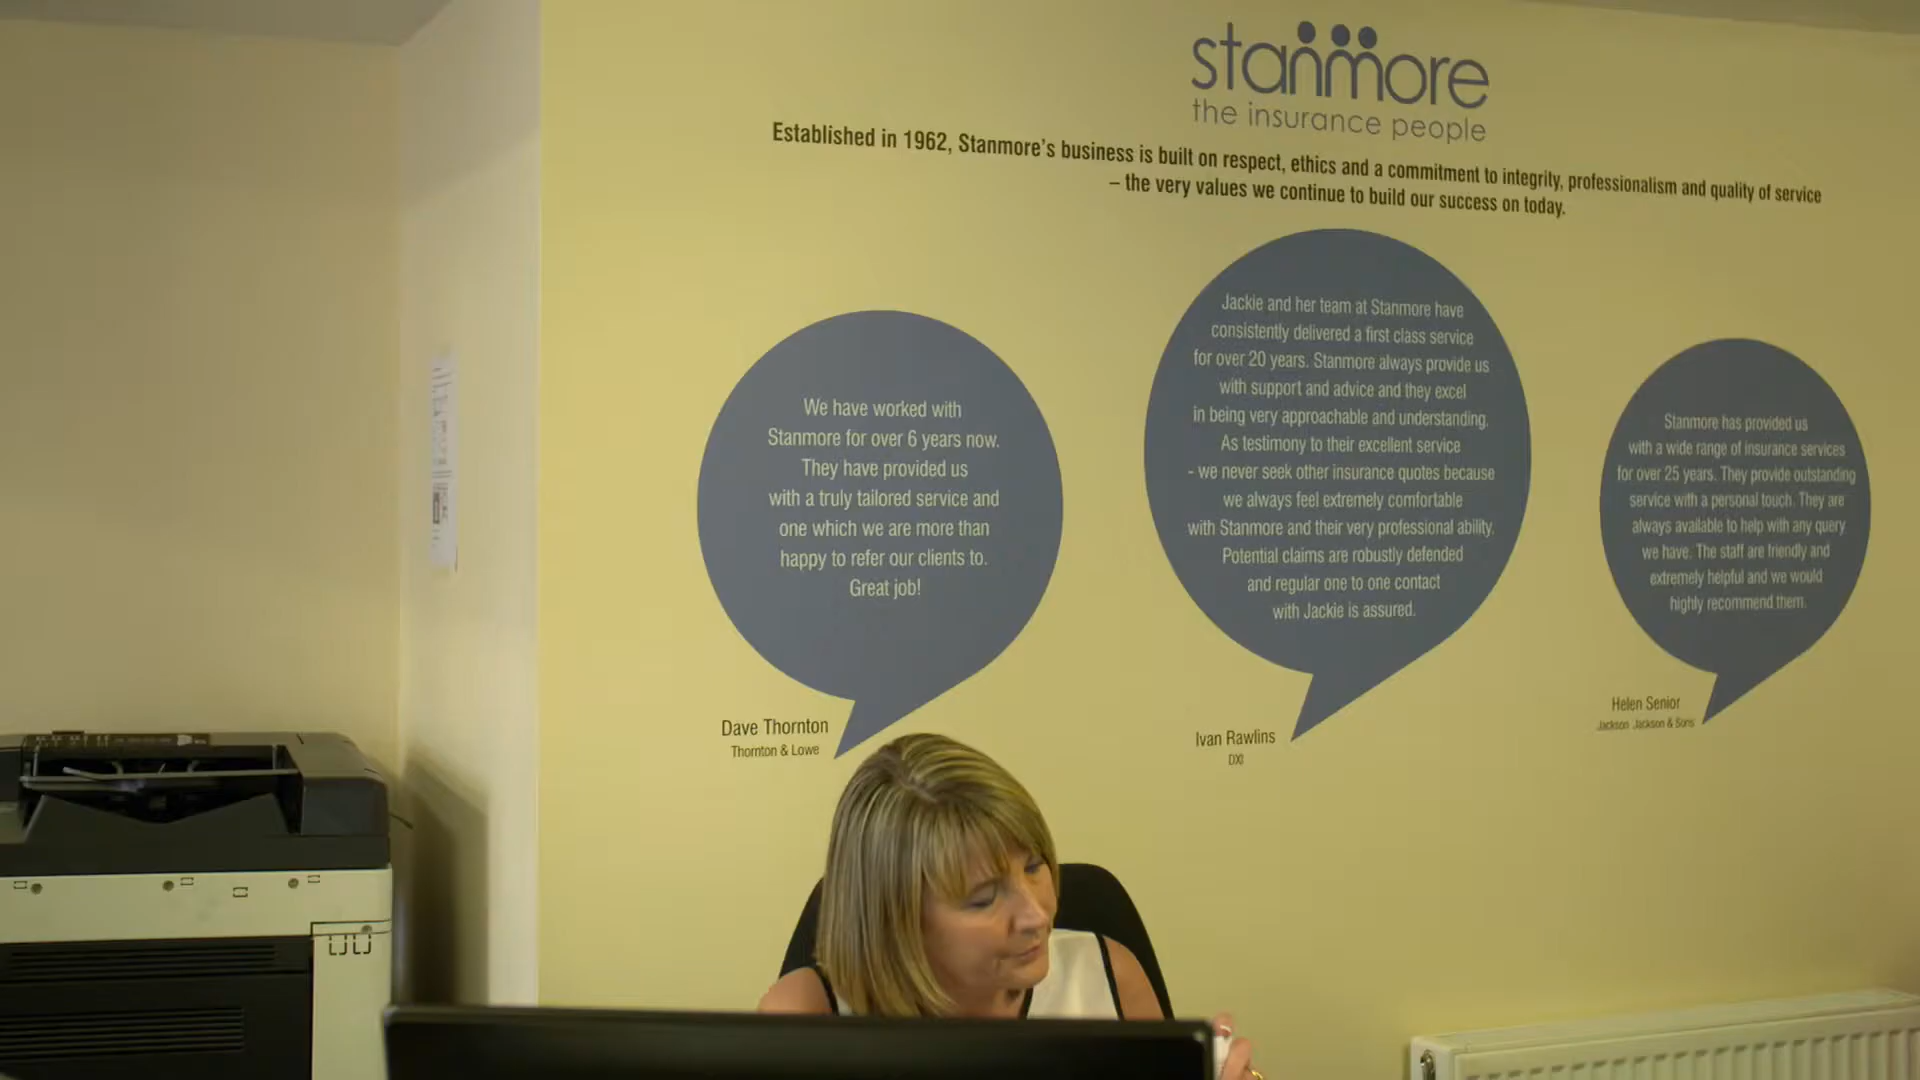 stanmore
the insurance people
Established in 1962, Stanmore's business is built on respect, ethics and a commitment to integrity, professionalism and quality of service
– the very values we continue to build our success on today.
We have worked with
Stanmore for over 6 years now.
They have provided us
with a truly tailored service and
one which we are more than
happy to refer our clients to.
Great job!
Dave Thornton
Thornton & Lowe
Jackie and her team at Stanmore have
consistently delivered a first class service
for over 20 years. Stanmore always provide us
with support and advice and they excel
in being very approachable and understanding.
As testimony to their excellent service
- we never seek other insurance quotes because
we always feel extremely comfortable
with Stanmore and their very professional ability.
Potential claims are robustly defended
and regular one to one contact
with Jackie is assured.
Ivan Rawlins
DXI
Stanmore has provided us
with a wide range of insurance services
for over 25 years. They provide outstanding
service with a personal touch. They are
always available to help with any query
we have. The staff are friendly and
extremely helpful and we would
highly recommend them.
Helen Senior
Jackson Jackson & Sons